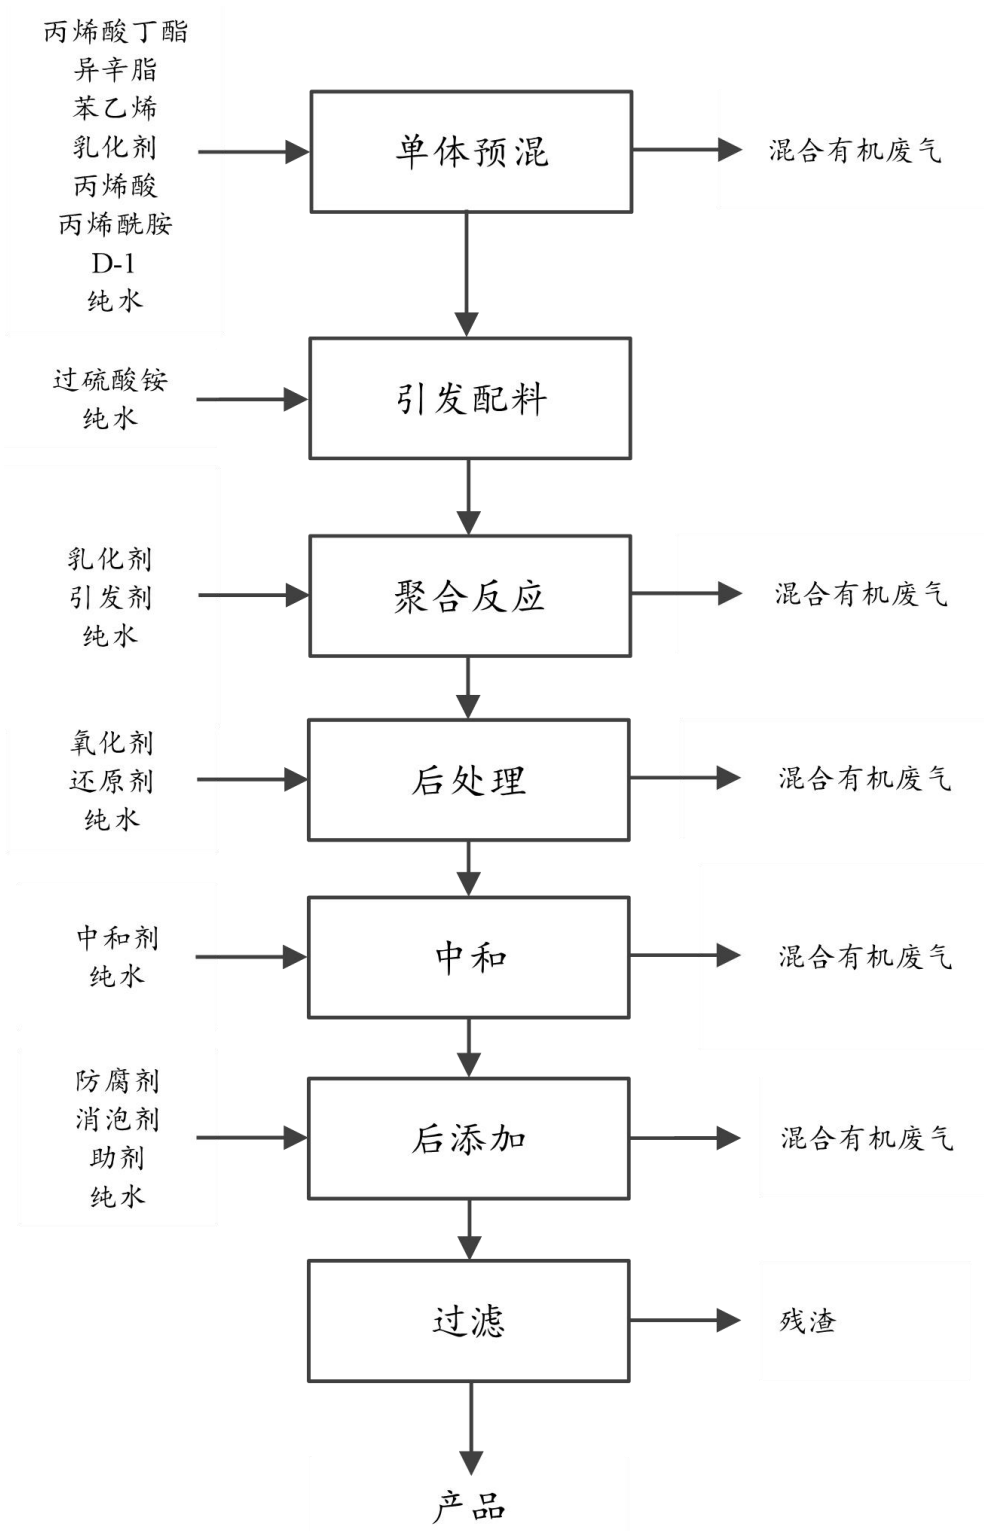 丙烯酸丁酯
异辛脂
苯乙烯
乳化剂
丙烯酸
丙烯酰胺
D-1
纯水
单体预混
混合有机废气
过硫酸铵
纯水
引发配料
乳化剂
引发剂
纯水
聚合反应
混合有机废气
氧化剂
还原剂
纯水
后处理
混合有机废气
中和剂
纯水
中和
混合有机废气
防腐剂
消泡剂
助剂
纯水
后添加
混合有机废气
过滤
残渣
产品